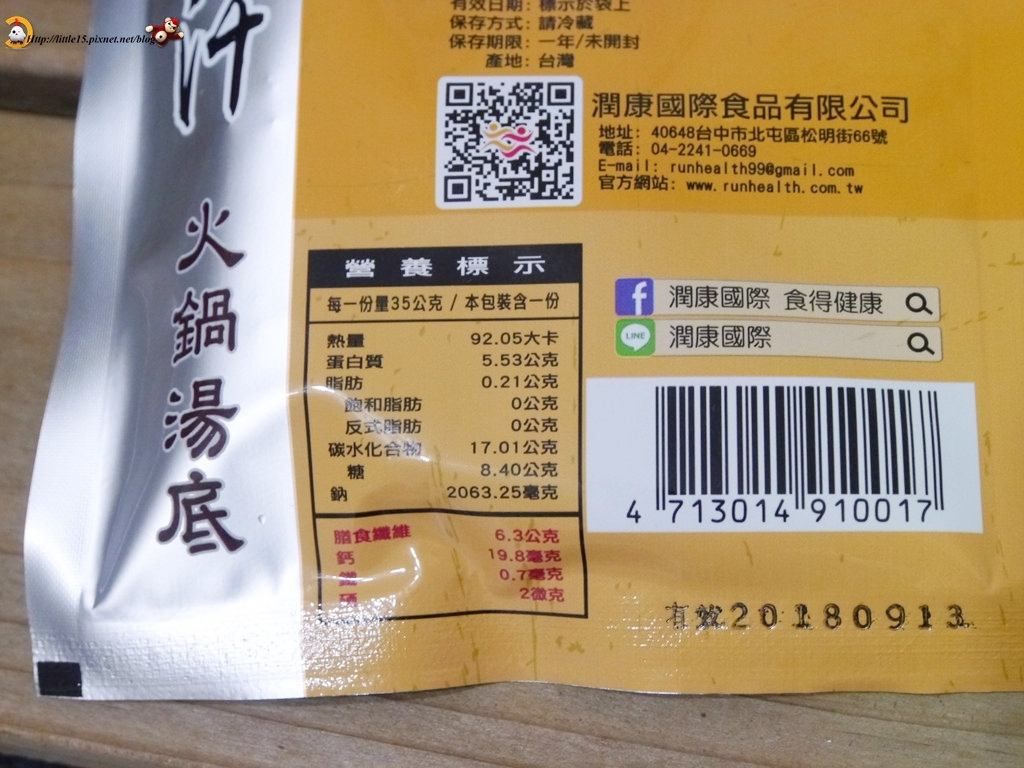 Http://little15.pixnet.net/blog
汁
火鍋湯底
有效日期: 標示於袋上
保存方式: 請冷藏
保存期限: 一年/未開封
產地: 台灣
潤康國際食品有限公司
地址: 40648台中市北屯區松明街66號
電話: 04-2241-0669
E-mail: runhealth99@gmail.com
官方網站: www.runhealth.com.tw
營養標示
每一份量35公克 / 本包裝含一份
熱量 92.05大卡
蛋白質 5.53公克
脂肪 0.21公克
飽和脂肪 0公克
反式脂肪 0公克
碳水化合物 17.01公克
糖 8.40公克
鈉 2063.25毫克
膳食纖維 6.3公克
鈣 19.8毫克
鐵 0.7毫克
硒 2微克
f 潤康國際 食得健康
LINE 潤康國際
4 713014 910017
有效20180913